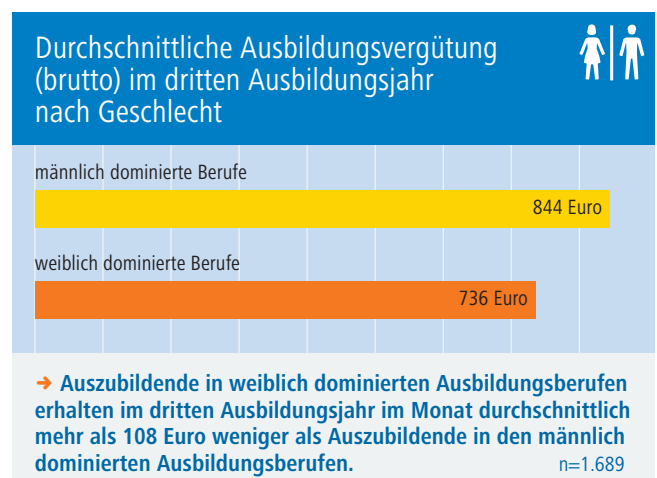 Durchschnittliche Ausbildungsvergütung
(brutto) im dritten Ausbildungsjahr
nach Geschlecht
männlich dominierte Berufe
844 Euro
weiblich dominierte Berufe
736 Euro
➔ Auszubildende in weiblich dominierten Ausbildungsberufen
erhalten im dritten Ausbildungsjahr im Monat durchschnittlich
mehr als 108 Euro weniger als Auszubildende in den männlich
dominierten Ausbildungsberufen. n=1.689